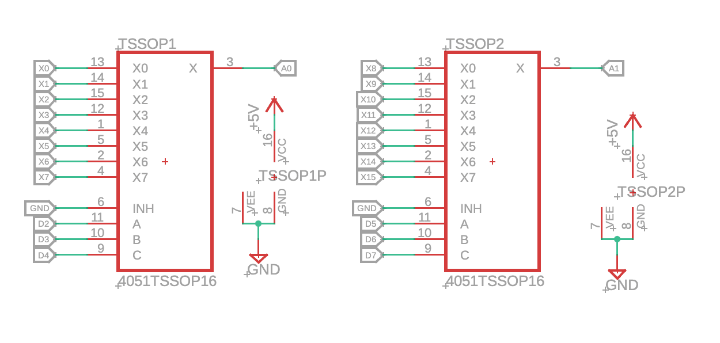 TSSOP1
X0 13 X0 X 3 A0
X1 14 X1
X2 15 X2
X3 12 X3
X4 1 X4
X5 5 X5
X6 2 X6
X7 4 X7
GND 6 INH
D2 11 A
D3 10 B
D4 9 C
4051TSSOP16
+5V
16 VCC
TSSOP1P
7 VEE 8 GND
GND
TSSOP2
X8 13 X0 X 3 A1
X9 14 X1
X10 15 X2
X11 12 X3
X12 1 X4
X13 5 X5
X14 2 X6
X15 4 X7
GND 6 INH
D5 11 A
D6 10 B
D7 9 C
4051TSSOP16
+5V
16 VCC
TSSOP2P
7 VEE 8 GND
GND